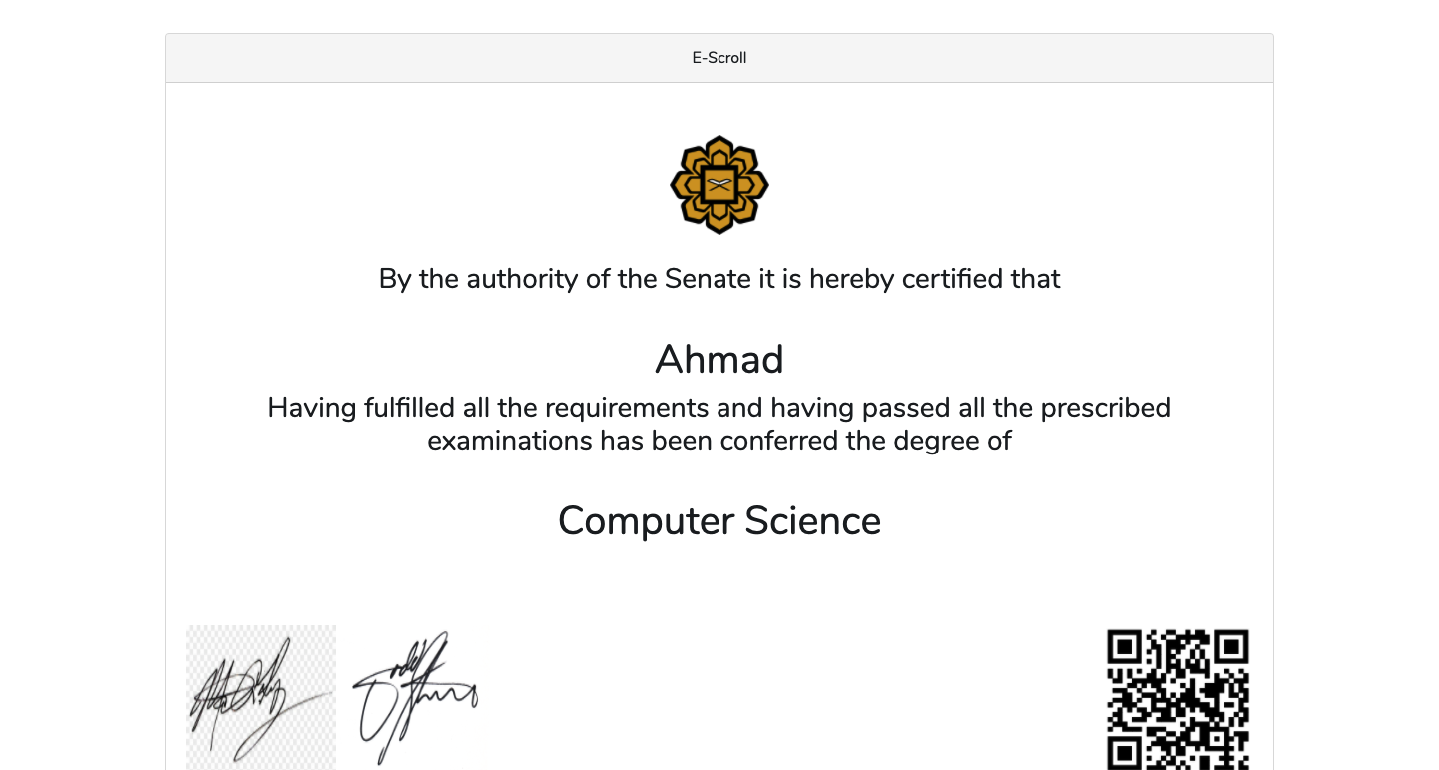 E-Scroll
By the authority of the Senate it is hereby certified that
Ahmad
Having fulfilled all the requirements and having passed all the prescribed
examinations has been conferred the degree of
Computer Science